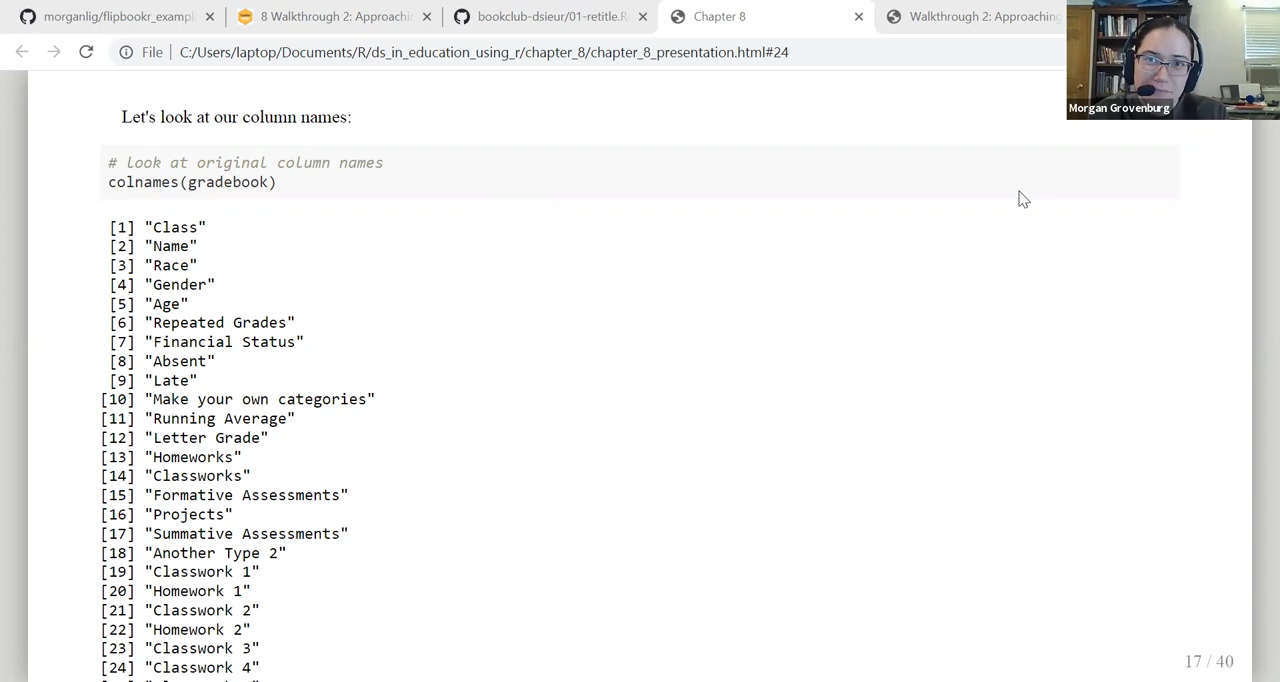 morganlig/flipbookr_exampl
8 Walkthrough 2: Approachin
bookclub-dsieur/01-retitle.R
Chapter 8
Walkthrough 2: Approaching
File
C:/Users/laptop/Documents/R/ds_in_education_using_r/chapter_8/chapter_8_presentation.html#24
Morgan Grovenburg
Let's look at our column names:
# look at original column names
colnames(gradebook)
[1] "Class"
[2] "Name"
[3] "Race"
[4] "Gender"
[5] "Age"
[6] "Repeated Grades"
[7] "Financial Status"
[8] "Absent"
[9] "Late"
[10] "Make your own categories"
[11] "Running Average"
[12] "Letter Grade"
[13] "Homeworks"
[14] "Classworks"
[15] "Formative Assessments"
[16] "Projects"
[17] "Summative Assessments"
[18] "Another Type 2"
[19] "Classwork 1"
[20] "Homework 1"
[21] "Classwork 2"
[22] "Homework 2"
[23] "Classwork 3"
[24] "Classwork 4"
17 / 40